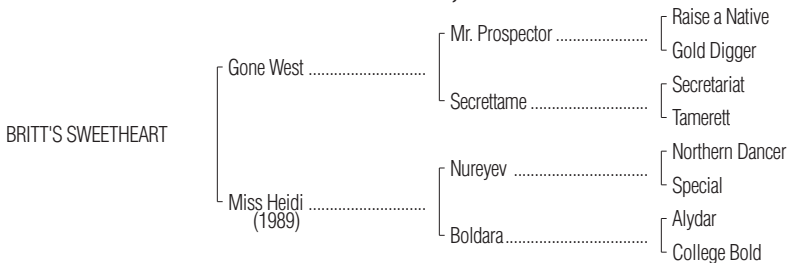 Raise a Native
Mr. Prospector ......................
Gold Digger
Gone West ...........................
Secretariat
Secrettame ............................
Tamerett
BRITT'S SWEETHEART
Northern Dancer
Nureyev ...............................
Special
Miss Heidi ...........................
(1989)
Alydar
Boldara.................................
College Bold